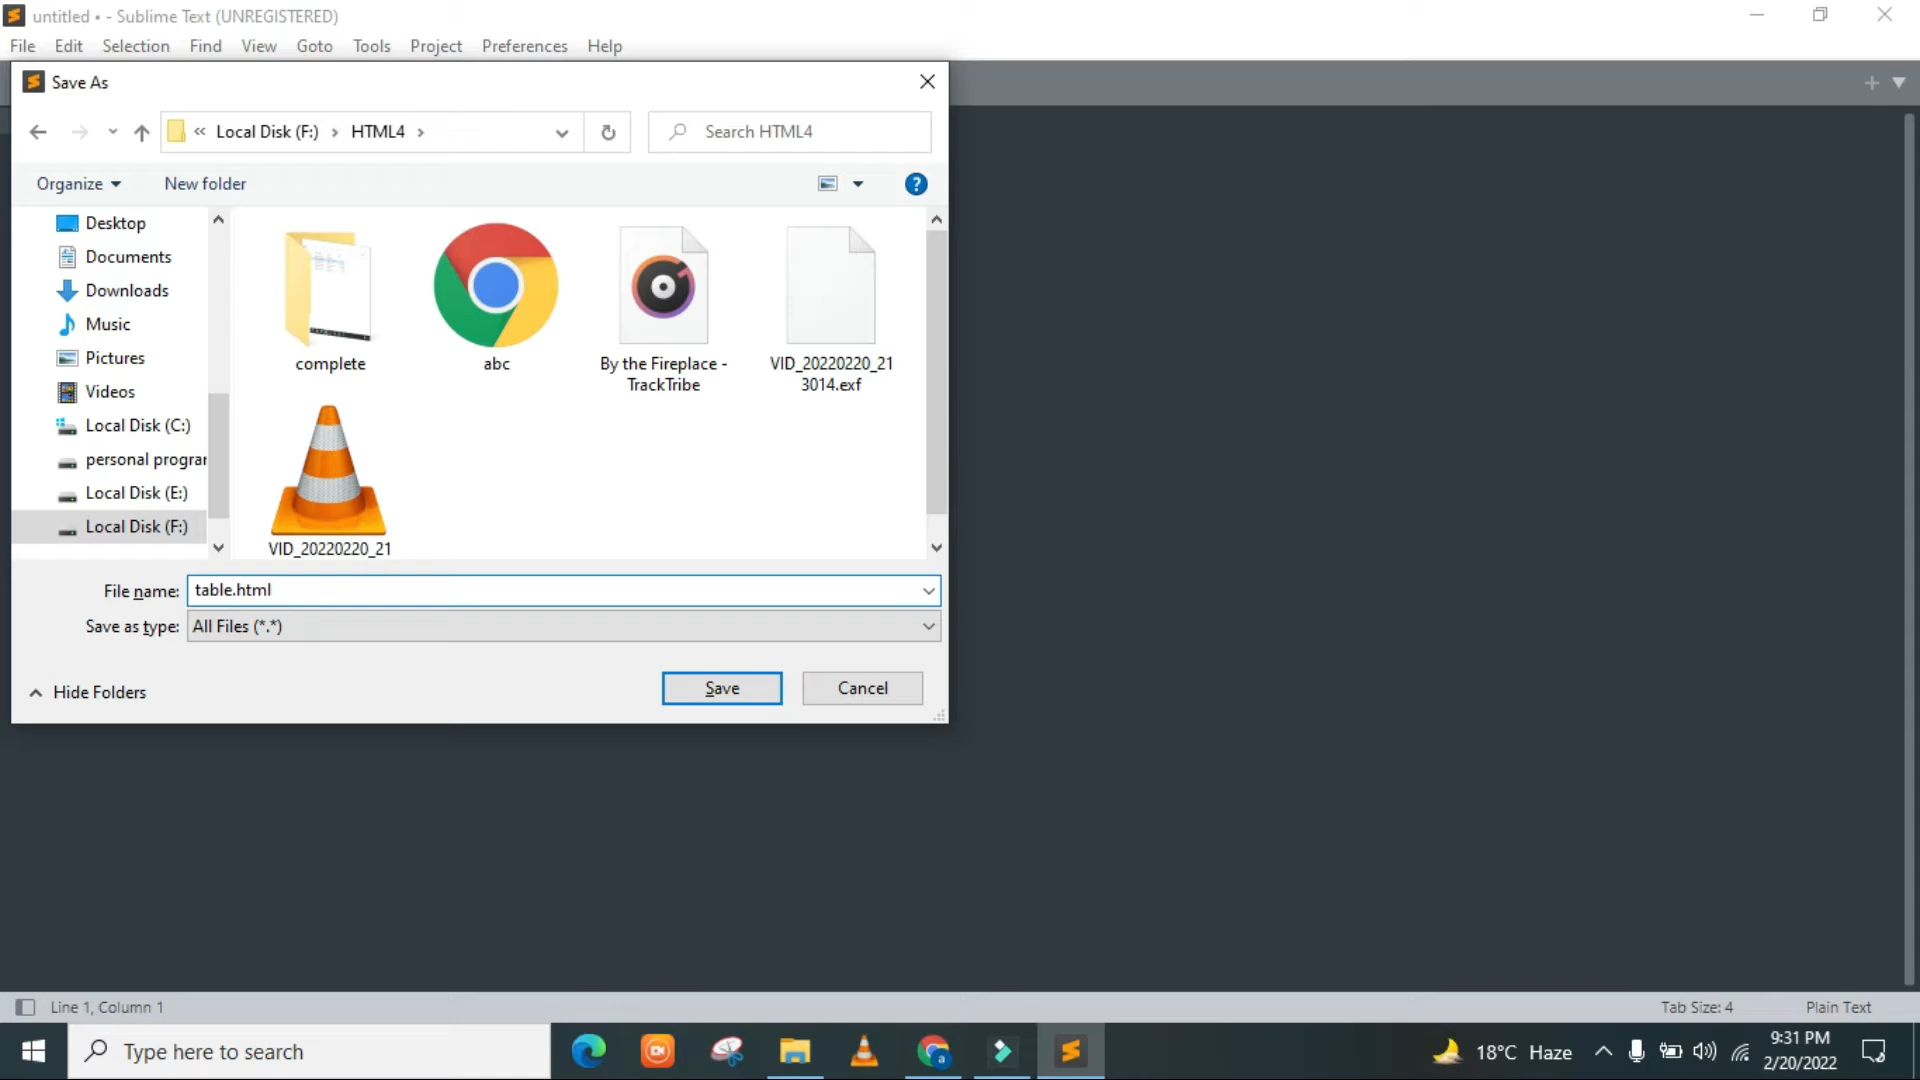 untitled • - Sublime Text (UNREGISTERED)
File Edit Selection Find View Goto Tools Project Preferences Help
Save As
« Local Disk (F:) › HTML4 ›
Search HTML4
Organize
New folder
Desktop
Documents
Downloads
Music
Pictures
Videos
Local Disk (C:)
personal prograr
Local Disk (E:)
Local Disk (F:)
complete
abc
By the Fireplace -
TrackTribe
VID_20220220_21
3014.exf
VID_20220220_21
File name: table.html
Save as type: All Files (*.*)
Hide Folders
Save
Cancel
Line 1, Column 1
Tab Size: 4
Plain Text
Type here to search
18°C Haze
9:31 PM
2/20/2022